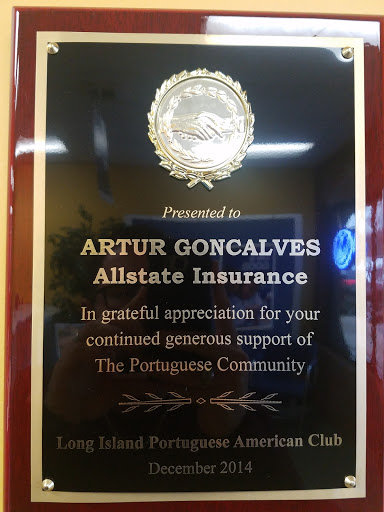 Presented to
ARTUR GONCALVES
Allstate Insurance
In grateful appreciation for your
continued generous support of
The Portuguese Community
Long Island Portuguese American Club
December 2014